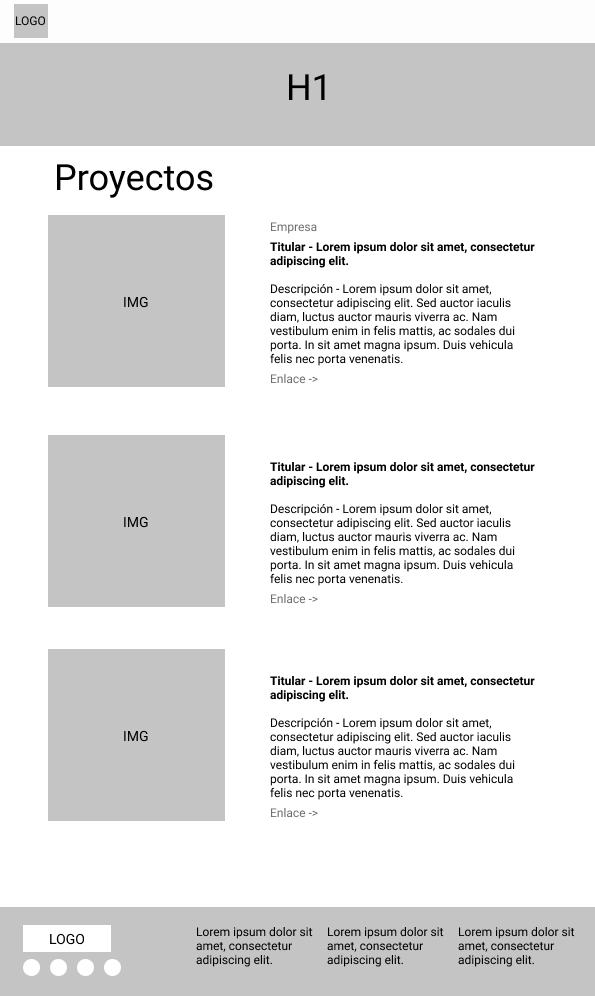 LOGO
H1
Proyectos
IMG
Empresa
Titular - Lorem ipsum dolor sit amet, consectetur
adipiscing elit.
Descripción - Lorem ipsum dolor sit amet,
consectetur adipiscing elit. Sed auctor iaculis
diam, luctus auctor mauris viverra ac. Nam
vestibulum enim in felis mattis, ac sodales dui
porta. In sit amet magna ipsum. Duis vehicula
felis nec porta venenatis.
Enlace ->
IMG
Titular - Lorem ipsum dolor sit amet, consectetur
adipiscing elit.
Descripción - Lorem ipsum dolor sit amet,
consectetur adipiscing elit. Sed auctor iaculis
diam, luctus auctor mauris viverra ac. Nam
vestibulum enim in felis mattis, ac sodales dui
porta. In sit amet magna ipsum. Duis vehicula
felis nec porta venenatis.
Enlace ->
IMG
Titular - Lorem ipsum dolor sit amet, consectetur
adipiscing elit.
Descripción - Lorem ipsum dolor sit amet,
consectetur adipiscing elit. Sed auctor iaculis
diam, luctus auctor mauris viverra ac. Nam
vestibulum enim in felis mattis, ac sodales dui
porta. In sit amet magna ipsum. Duis vehicula
felis nec porta venenatis.
Enlace ->
LOGO
Lorem ipsum dolor sit
amet, consectetur
adipiscing elit.
Lorem ipsum dolor sit
amet, consectetur
adipiscing elit.
Lorem ipsum dolor sit
amet, consectetur
adipiscing elit.